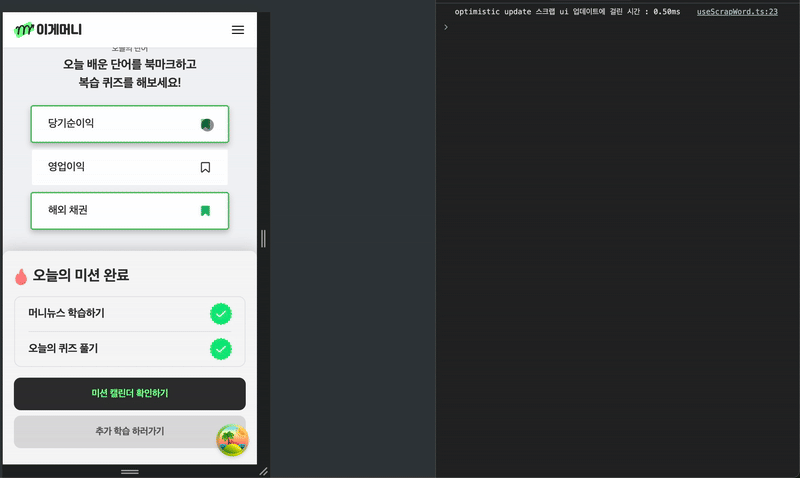 이게머니
오늘의 단어
오늘 배운 단어를 북마크하고
복습 퀴즈를 해보세요!
당기순이익
영업이익
해외 채권
오늘의 미션 완료
머니뉴스 학습하기
오늘의 퀴즈 풀기
미션 캘린더 확인하기
추가 학습 하러가기
optimistic update 스크랩 ui 업데이트에 걸린 시간 : 0.50ms useScrapWord.ts:23